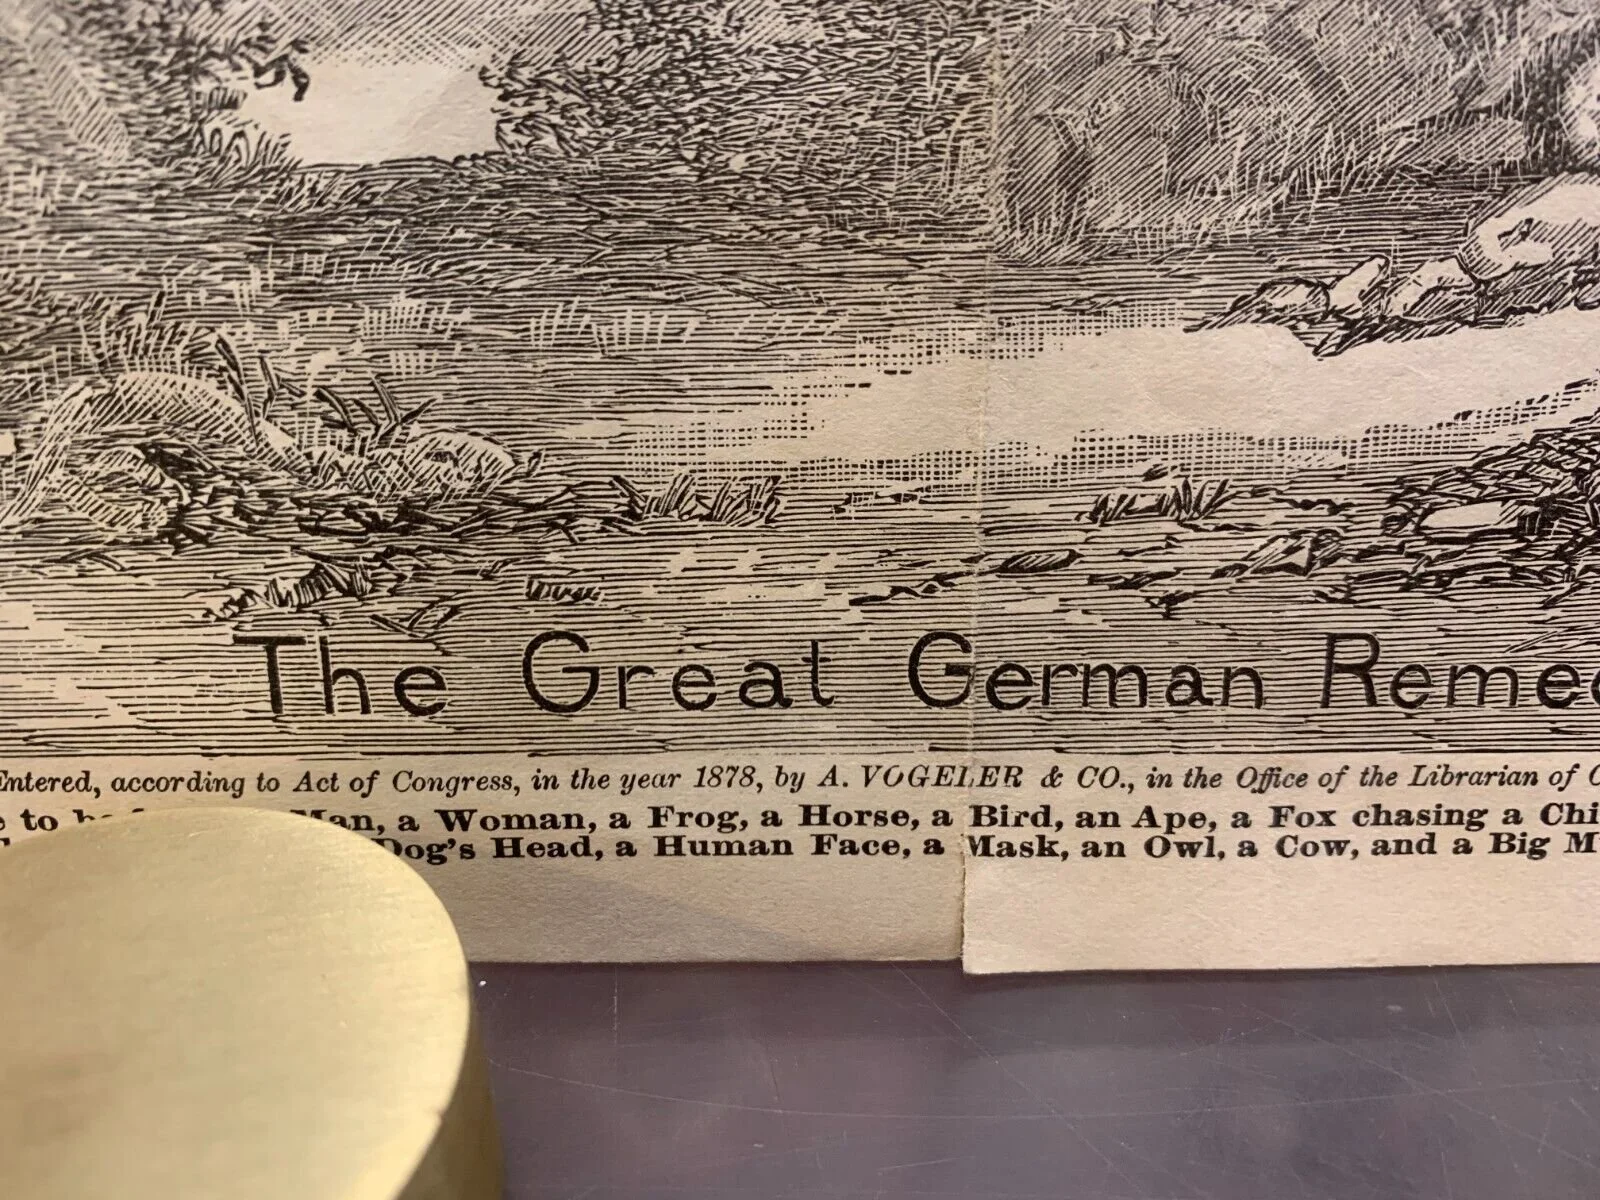 The Great German Reme
Entered, according to Act of Congress, in the year 1878, by A. VOGELER & CO., in the Office of the Librarian of C
to Man, a Woman, a Frog, a Horse, a Bird, an Ape, a Fox chasing a Chi
Dog's Head, a Human Face, a Mask, an Owl, a Cow, and a Big M